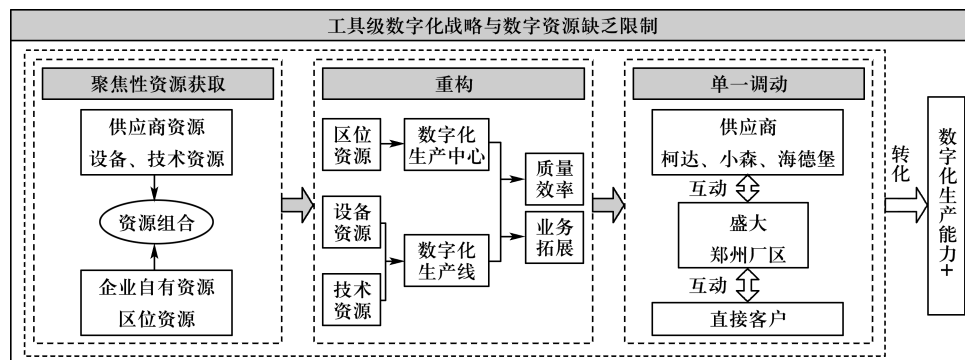 工具级数字化战略与数字资源缺乏限制
聚焦性资源获取
供应商资源
设备、技术资源
资源组合
企业自有资源
区位资源
重构
区位
资源
数字化
生产中心
设备
资源
数字化
生产线
技术
资源
质量
效率
业务
拓展
单一调动
供应商
柯达、小森、海德堡
互动
盛大
郑州厂区
互动
直接客户
转化
数字化生产能力+